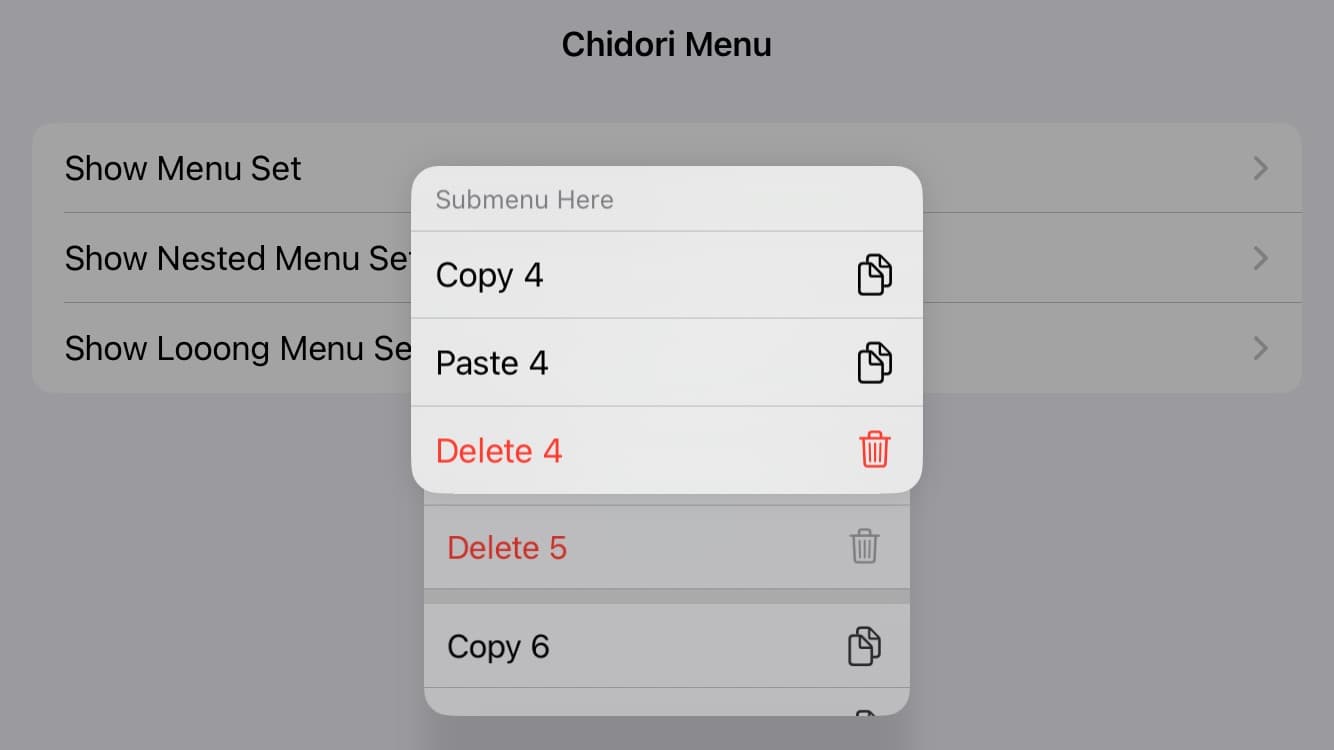 Chidori Menu
Show Menu Set
Show Nested Menu Set
Show Looong Menu Se
Submenu Here
Copy 4
Paste 4
Delete 4
Delete 5
Copy 6